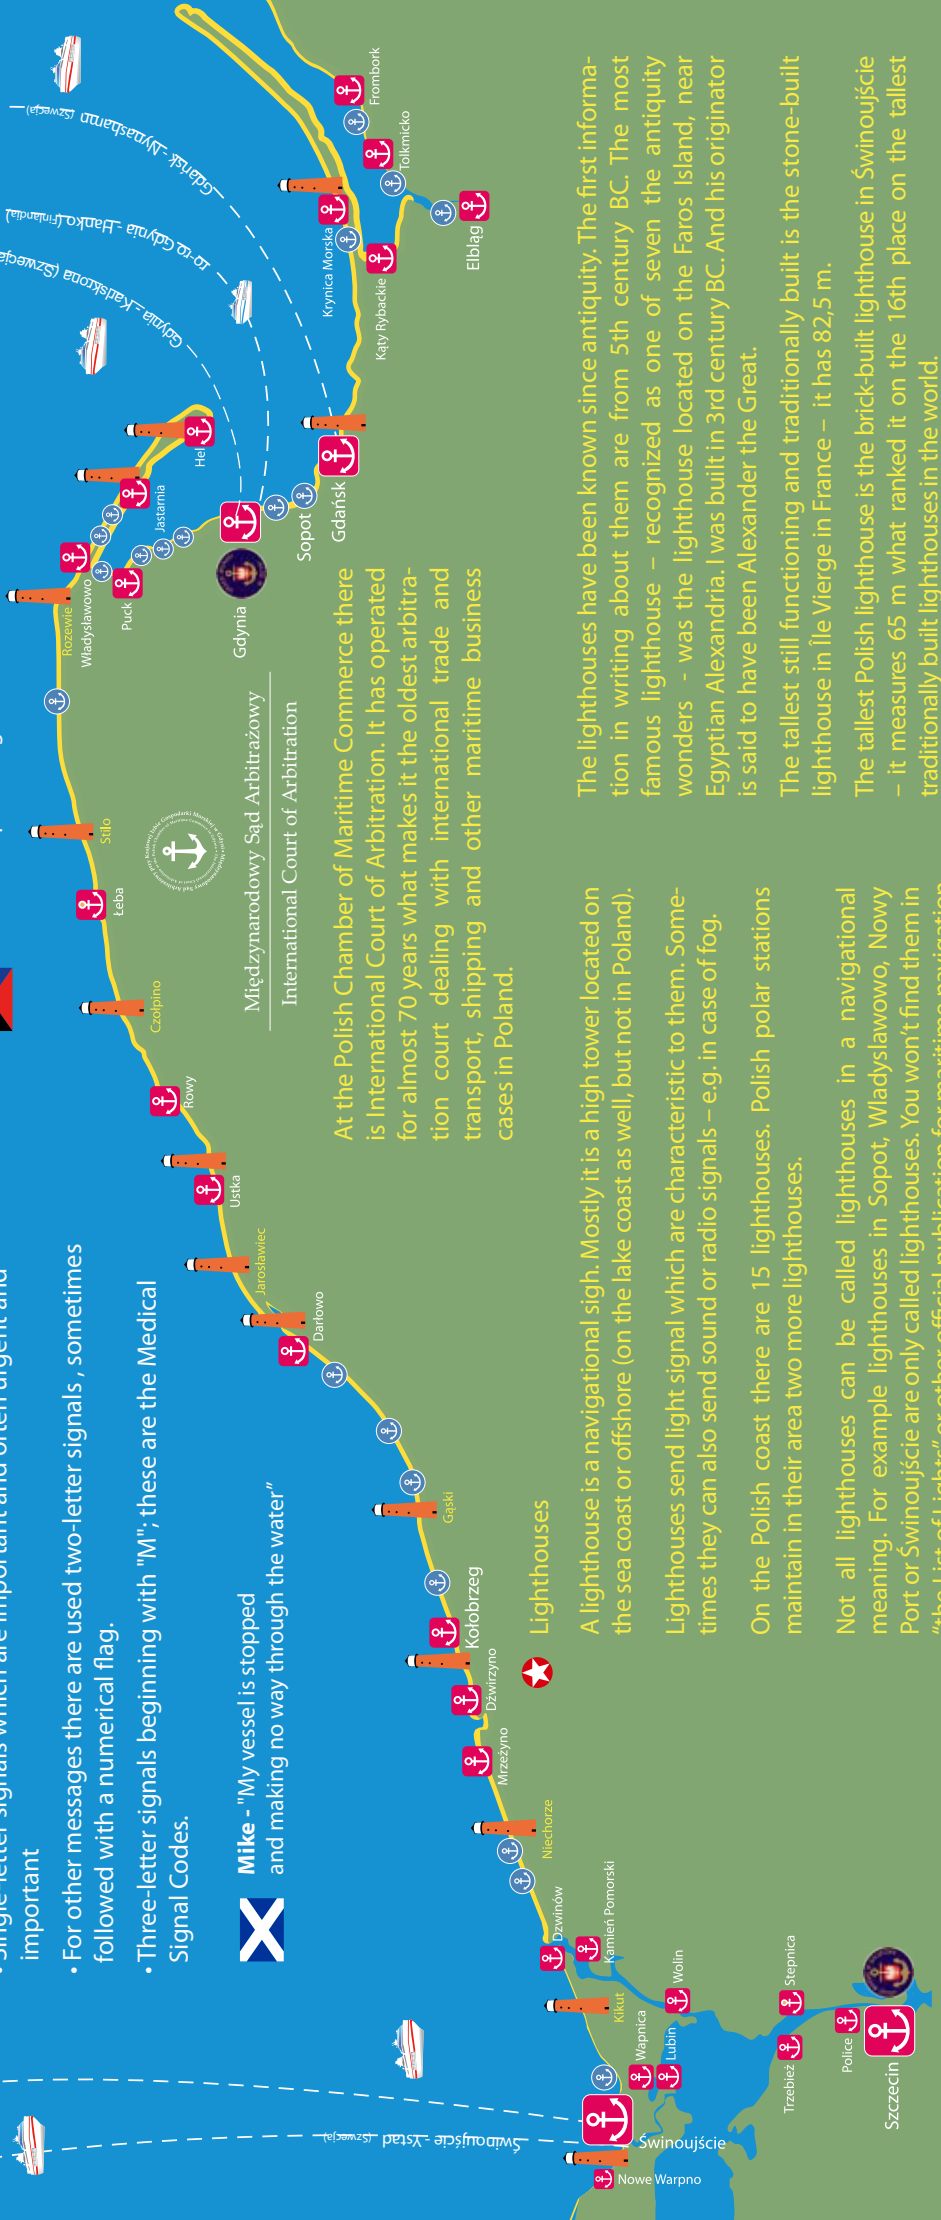 important
• For other messages there are used two-letter signals , sometimes
followed with a numerical flag.
• Three-letter signals beginning with "M"; these are the Medical
Signal Codes.
Mike - "My vessel is stopped
and making no way through the water”
Świnoujście - Ystad (Szwecja)
Gdynia - Karlskrona (Szwecja
ro-ro Gdynia - Hanko (Finlandia)
Gdańsk - Nynashamn (Szwecja)
Nowe Warpno
Świnoujście
Wapnica
Lubin
Wolin
Kikut
Dzwinów
Kamień Pomorski
Trzebież
Stepnica
Police
Szczecin
Niechorze
Mrzeżyno
Dźwirzyno
Kołobrzeg
Gąski
Darłowo
Jarosławiec
Ustka
Rowy
Czołpino
Łeba
Stilo
Rozewie
Władysławowo
Puck
Jastarnia
Hel
Gdynia
Sopot
Gdańsk
Krynica Morska
Kąty Rybackie
Elbląg
Tolkmicko
Frombork
Międzynarodowy Sąd Arbitrażowy
International Court of Arbitration
At the Polish Chamber of Maritime Commerce there
is International Court of Arbitration. It has operated
for almost 70 years what makes it the oldest arbitra-
tion court dealing with international trade and
transport, shipping and other maritime business
cases in Poland.
Lighthouses
A lighthouse is a navigational sigh. Mostly it is a high tower located on
the sea coast or offshore (on the lake coast as well, but not in Poland).
Lighthouses send light signal which are characteristic to them. Some-
times they can also send sound or radio signals – e.g. in case of fog.
On the Polish coast there are 15 lighthouses. Polish polar stations
maintain in their area two more lighthouses.
Not all lighthouses can be called lighthouses in a navigational
meaning. For example lighthouses in Sopot, Wladyslawowo, Nowy
Port or Świnoujście are only called lighthouses. You won’t find them in
The lighthouses have been known since antiquity. The first informa-
tion in writing about them are from 5th century BC. The most
famous lighthouse – recognized as one of seven the antiquity
wonders - was the lighthouse located on the Faros Island, near
Egyptian Alexandria. I was built in 3rd century BC. And his originator
is said to have been Alexander the Great.
The tallest still functioning and traditionally built is the stone-built
lighthouse in Île Vierge in France – it has 82,5 m.
The tallest Polish lighthouse is the brick-built lighthouse in Świnoujście
– it measures 65 m what ranked it on the 16th place on the tallest
traditionally built lighthouses in the world.